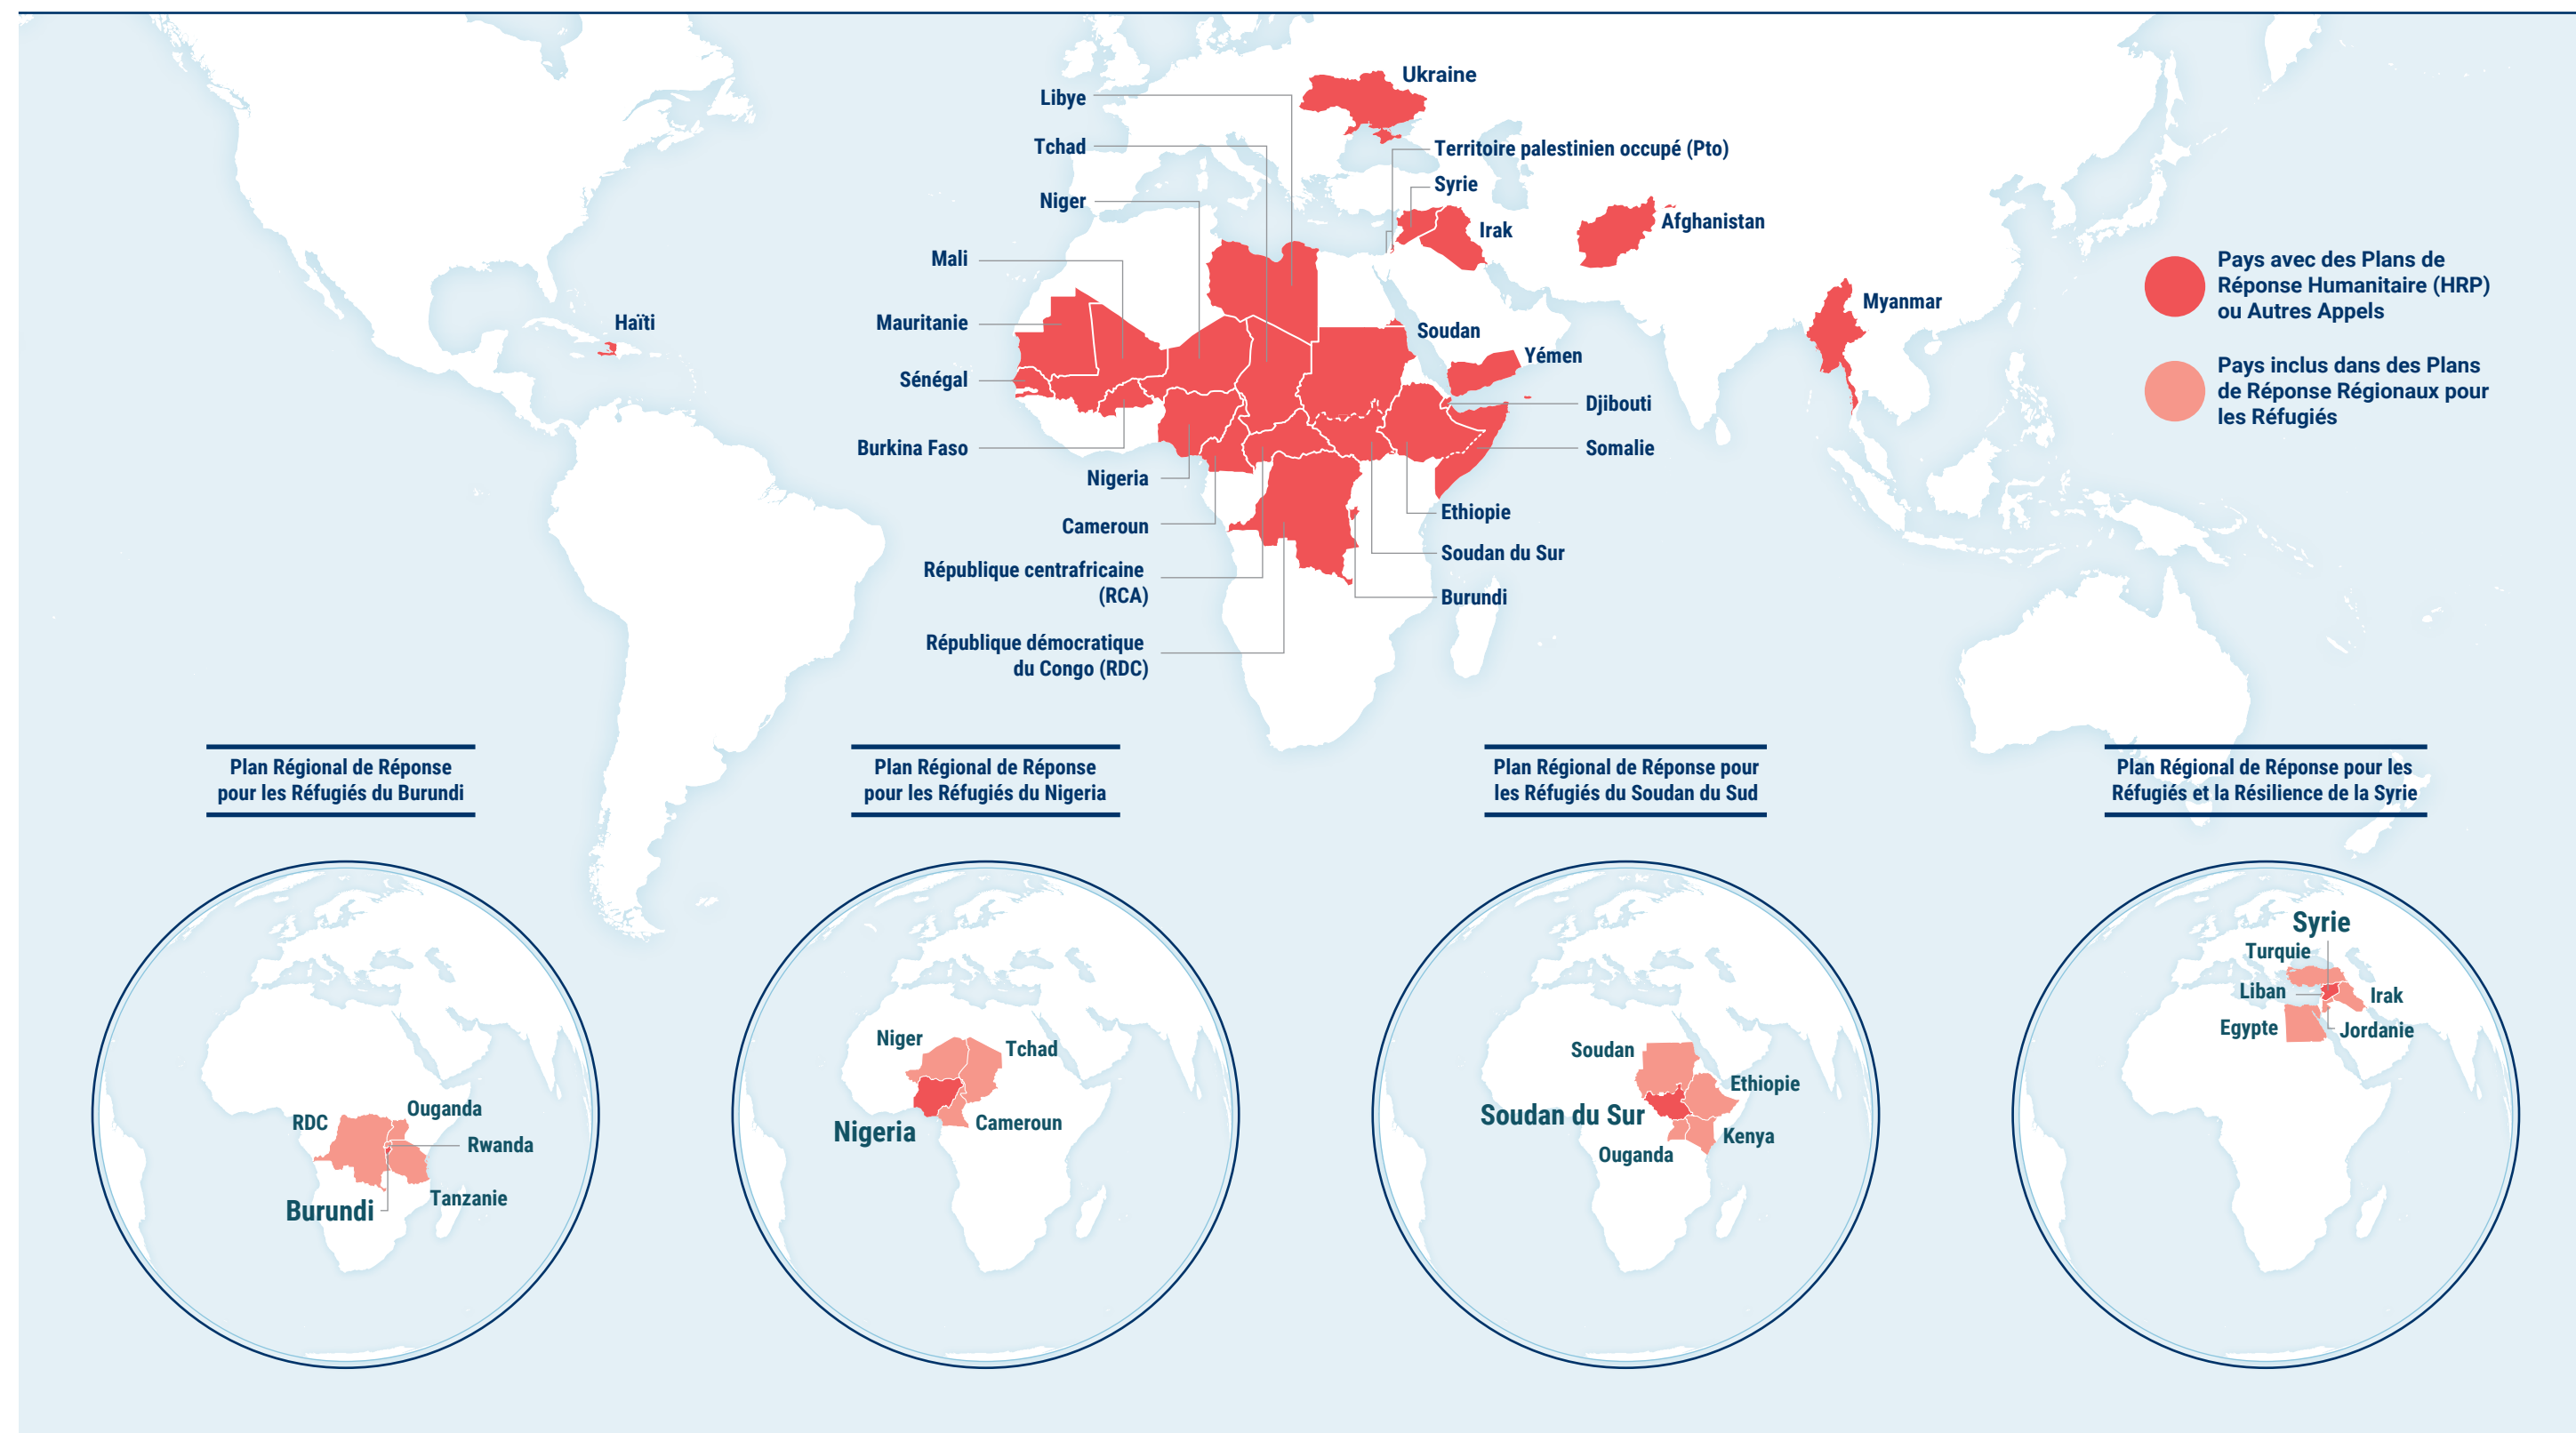 Ukraine
Libye
Tchad
Territoire palestinien occupé (Pto)
Syrie
Niger
Afghanistan
Irak
Mali
Pays avec des Plans de
Réponse Humanitaire (HRP)
ou Autres Appels
Myanmar
Haïti
Mauritanie
Soudan
Yémen
Pays inclus dans des Plans
de Réponse Régionaux pour
les Réfugiés
Sénégal
Djibouti
Burkina Faso
Somalie
Nigeria
Ethiopie
Cameroun
Soudan du Sur
République centrafricaine
(RCA)
Burundi
République démocratique
du Congo (RDC)
Plan Régional de Réponse
pour les Réfugiés du Burundi
Plan Régional de Réponse
pour les Réfugiés du Nigeria
Plan Régional de Réponse pour
les Réfugiés du Soudan du Sud
Plan Régional de Réponse pour les
Réfugiés et la Résilience de la Syrie
RDC
Ouganda
Rwanda
Tanzanie
Burundi
Niger
Tchad
Cameroun
Nigeria
Soudan
Ethiopie
Soudan du Sur
Kenya
Ouganda
Syrie
Turquie
Liban
Irak
Egypte
Jordanie